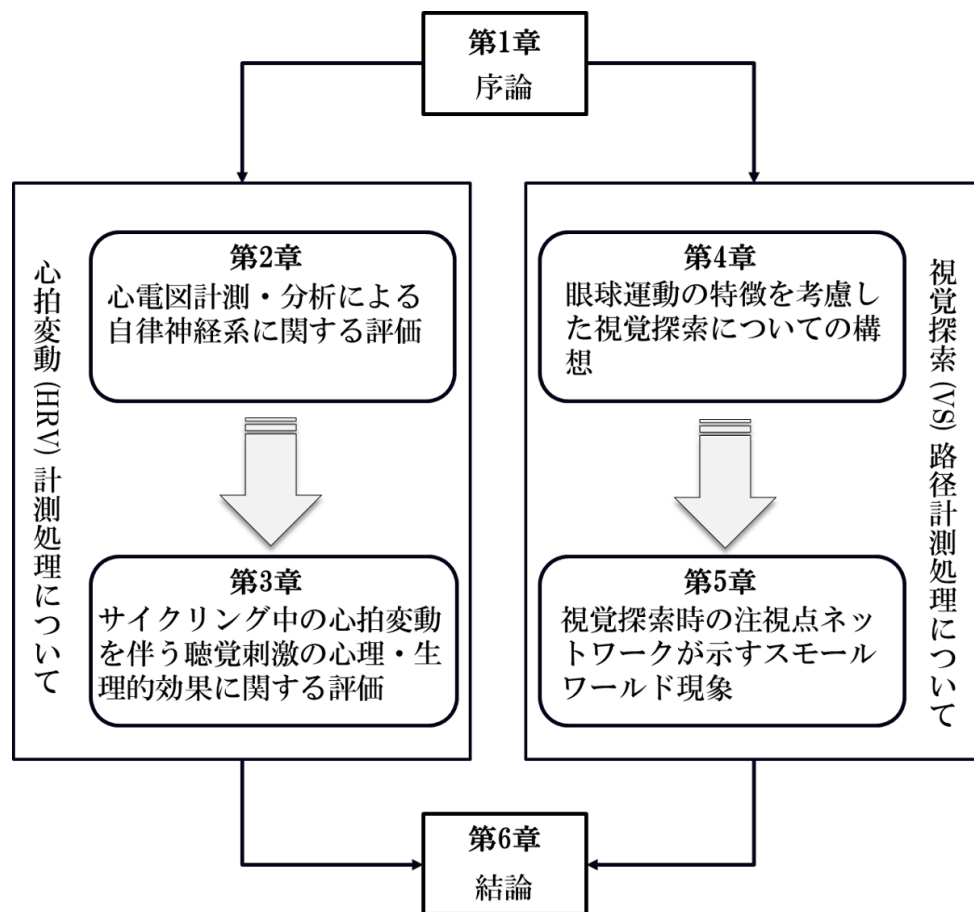 第1章
序論
心拍変動 (HRV) 計測処理について
第2章
心電図計測・分析による
自律神経系に関する評価
第3章
サイクリング中の心拍変動
を伴う聴覚刺激の心理・生
理的効果に関する評価
第4章
眼球運動の特徴を考慮し
た視覚探索についての構
想
第5章
視覚探索時の注視点ネッ
トワークが示すスモール
ワールド現象
視覚探索 (VS) 路径計測処理について
第6章
結論